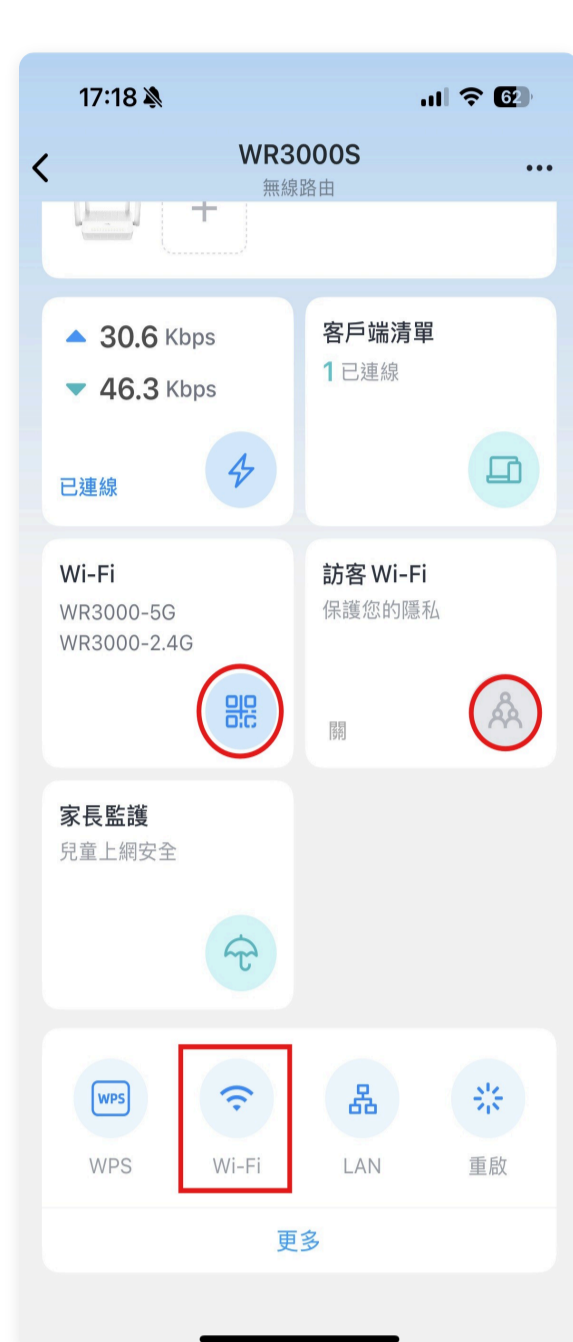 17:18
62
WR3000S
無線路由
30.6 Kbps
46.3 Kbps
已連線
客戶端清單
1 已連線
Wi-Fi
WR3000-5G
WR3000-2.4G
訪客 Wi-Fi
保護您的隱私
關
家長監護
兒童上網安全
WPS
WPS
Wi-Fi
LAN
重啟
更多